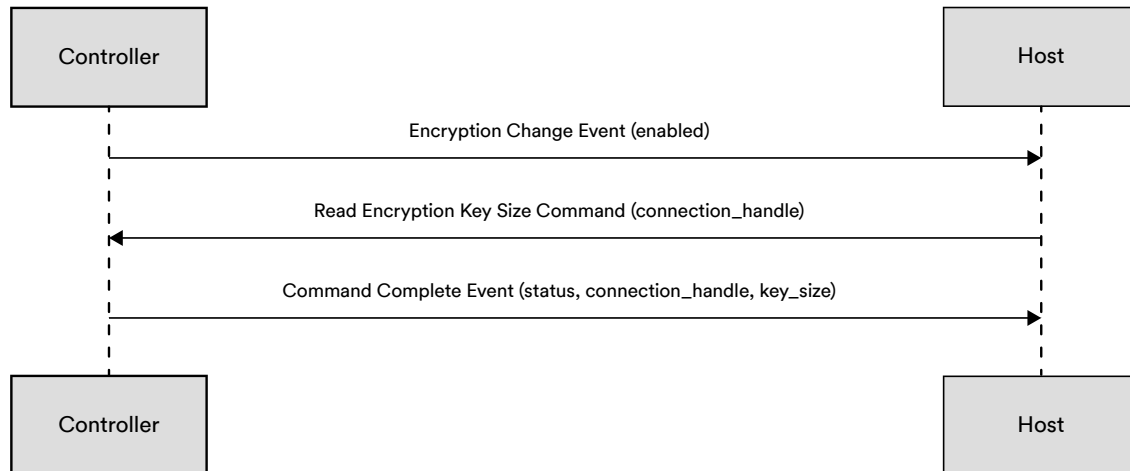 Controller
Host
Encryption Change Event (enabled)
Read Encryption Key Size Command (connection_handle)
Command Complete Event (status, connection_handle, key_size)
Controller
Host